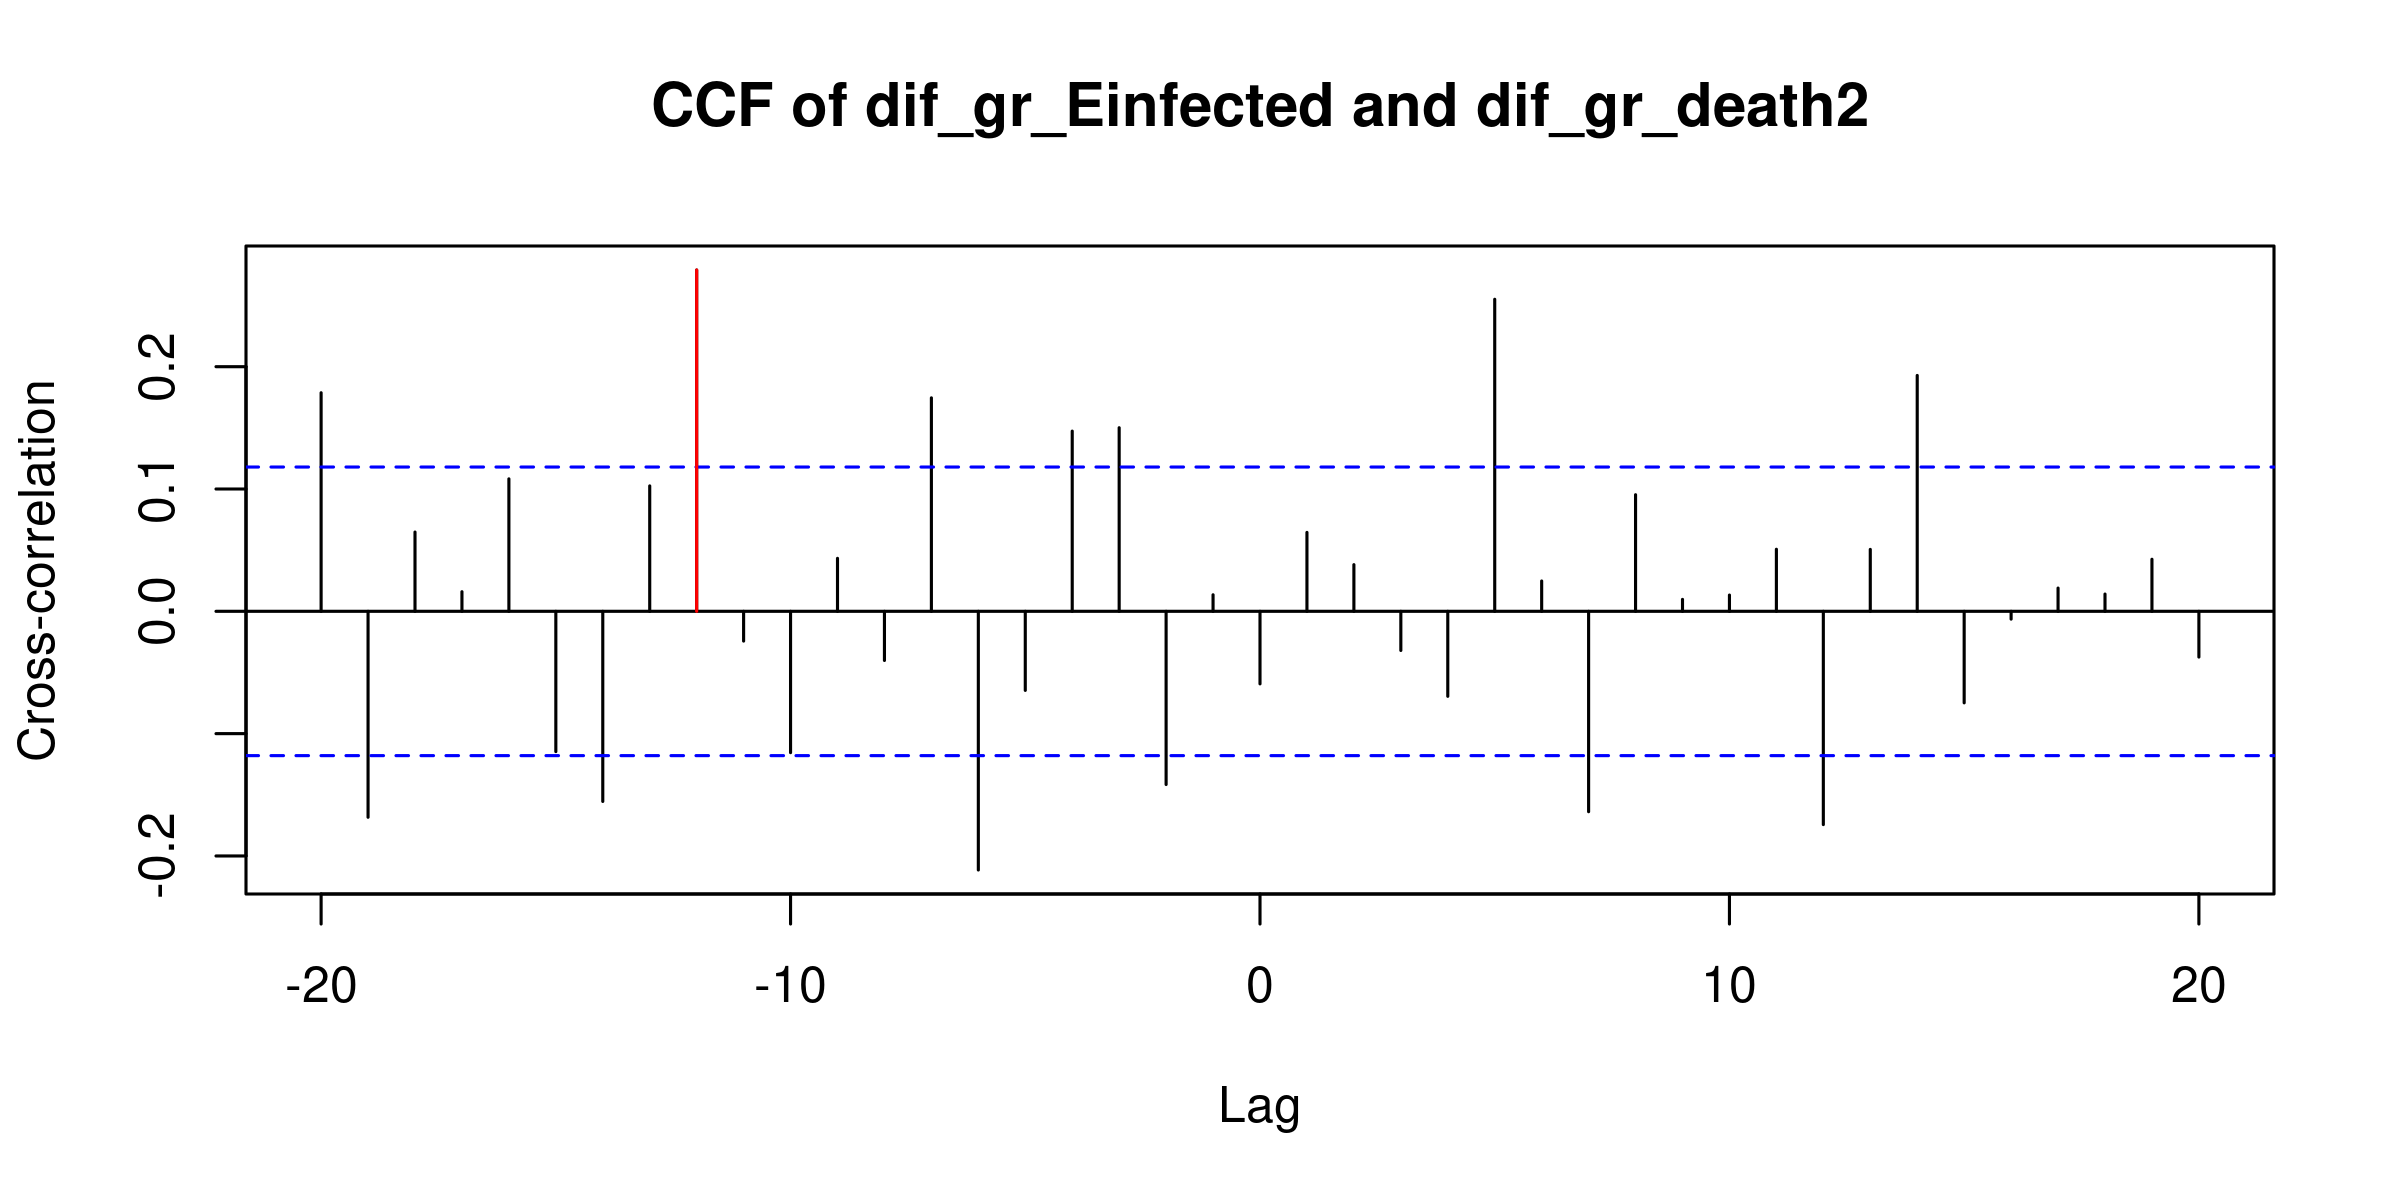 CCF of dif_gr_Einfected and dif_gr_death2
Cross-correlation
0.2
0.1
0.0
-0.2
-20 -10 0 10 20
Lag